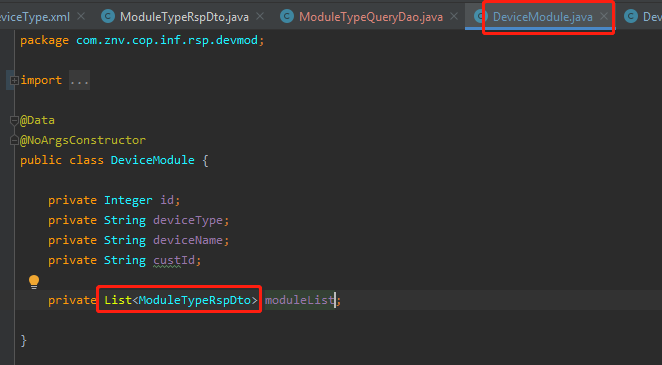 eviceType.xml × ModuleTypeRspDto.java × ModuleTypeQueryDao.java × DeviceModule.java × Dev
package com.znv.cop.inf.rsp.devmod;
import ...
@Data
@NoArgsConstructor
public class DeviceModule {
private Integer id;
private String deviceType;
private String deviceName;
private String custId;
private List<ModuleTypeRspDto> moduleList;
}